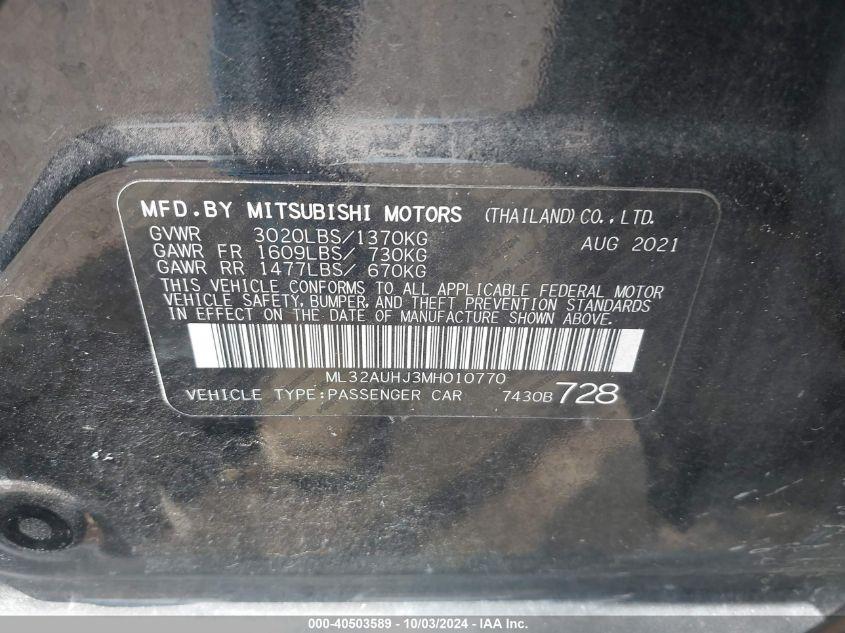 MFD.BY MITSUBISHI MOTORS (THAILAND) CO., LTD.
GVWR 3020LBS/1370KG AUG 2021
GAWR FR 1609LBS/ 730KG
GAWR RR 1477LBS/ 670KG
THIS VEHICLE CONFORMS TO ALL APPLICABLE FEDERAL MOTOR
VEHICLE SAFETY, BUMPER, AND THEFT PREVENTION STANDARDS
IN EFFECT ON THE DATE OF MANUFACTURE SHOWN ABOVE.
ML32AUHJ3MH010770
VEHICLE TYPE:PASSENGER CAR 7430B 728
000-40503589 - 10/03/2024 - IAA Inc.